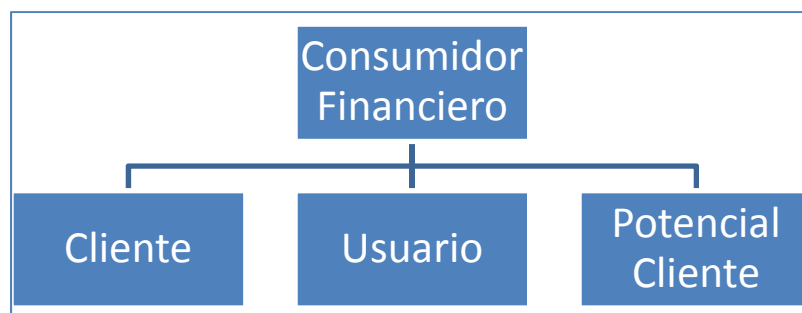 Consumidor
Financiero
Cliente
Usuario
Potencial
Cliente